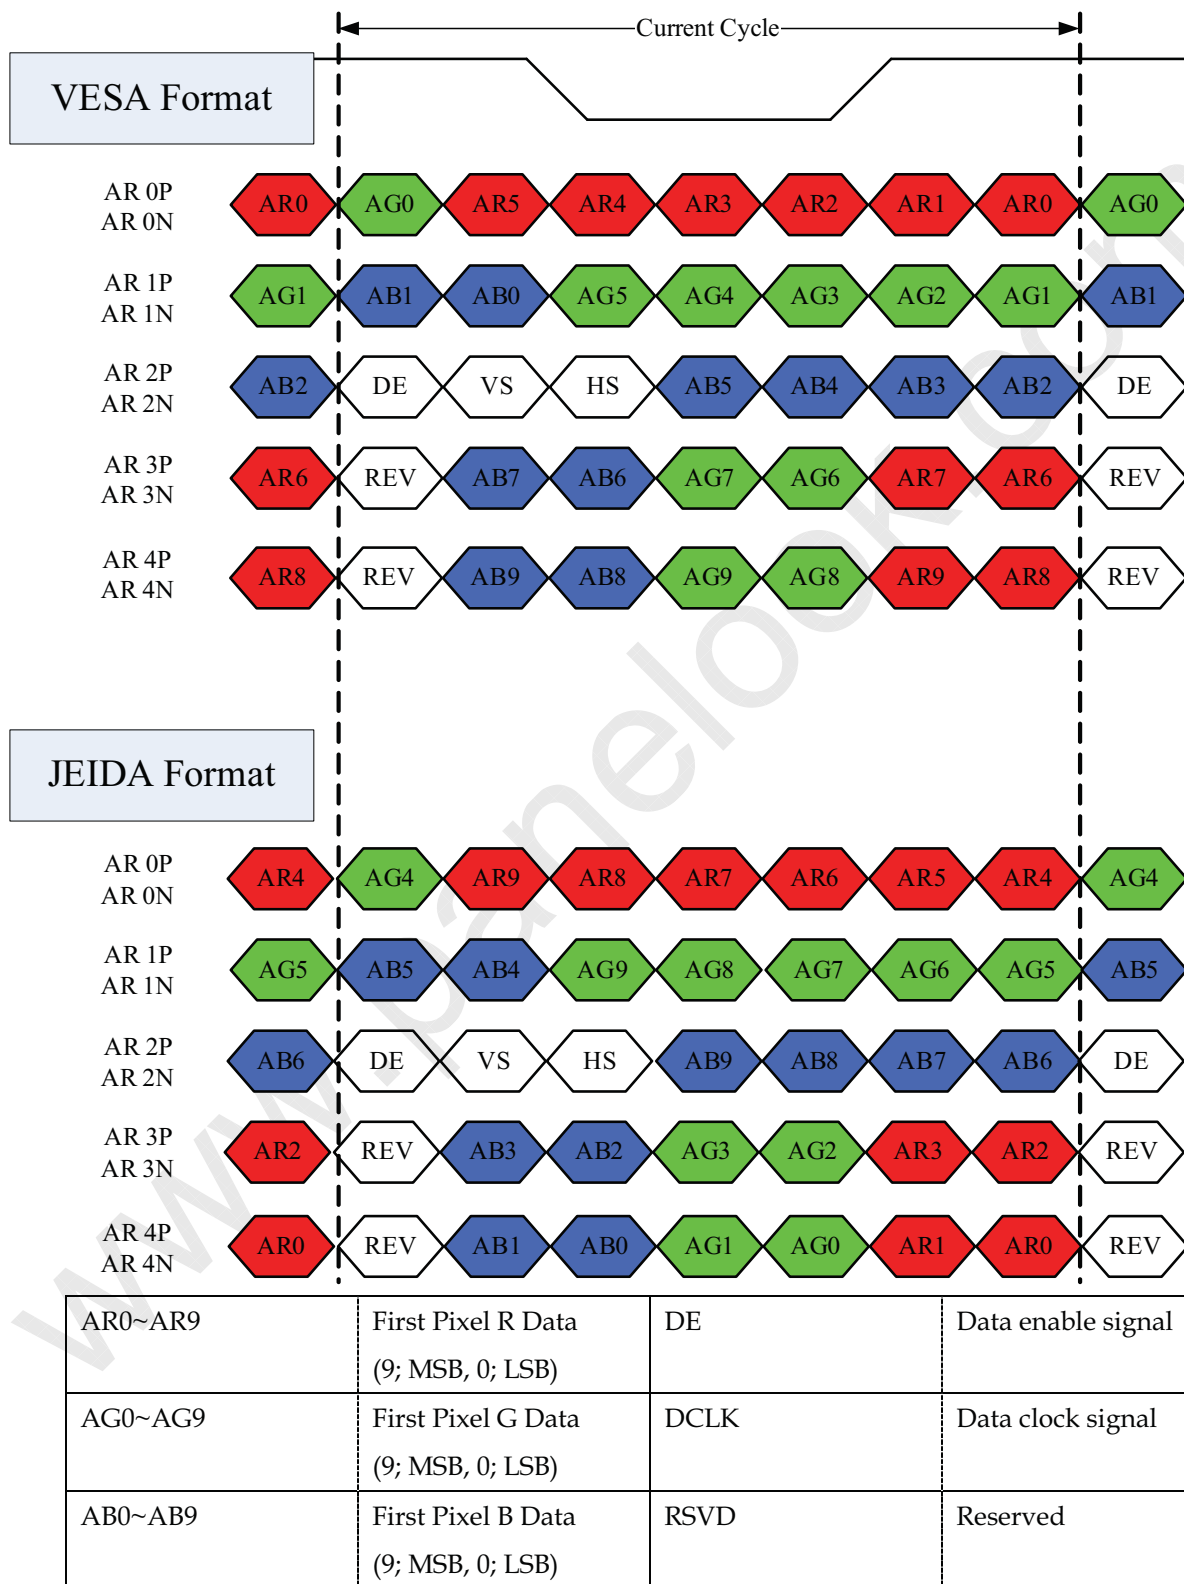 Current Cycle
VESA Format
AR 0P
AR 0N
AR0 AG0 AR5 AR4 AR3 AR2 AR1 AR0 AG0
AR 1P
AR 1N
AG1 AB1 AB0 AG5 AG4 AG3 AG2 AG1 AB1
AR 2P
AR 2N
AB2 DE VS HS AB5 AB4 AB3 AB2 DE
AR 3P
AR 3N
AR6 REV AB7 AB6 AG7 AG6 AR7 AR6 REV
AR 4P
AR 4N
AR8 REV AB9 AB8 AG9 AG8 AR9 AR8 REV
JEIDA Format
AR 0P
AR 0N
AR4 AG4 AR9 AR8 AR7 AR6 AR5 AR4 AG4
AR 1P
AR 1N
AG5 AB5 AB4 AG9 AG8 AG7 AG6 AG5 AB5
AR 2P
AR 2N
AB6 DE VS HS AB9 AB8 AB7 AB6 DE
AR 3P
AR 3N
AR2 REV AB3 AB2 AG3 AG2 AR3 AR2 REV
AR 4P
AR 4N
AR0 REV AB1 AB0 AG1 AG0 AR1 AR0 REV
AR0~AR9 First Pixel R Data DE Data enable signal
(9; MSB, 0; LSB)
AG0~AG9 First Pixel G Data DCLK Data clock signal
(9; MSB, 0; LSB)
AB0~AB9 First Pixel B Data RSVD Reserved
(9; MSB, 0; LSB)
www.panelook.com